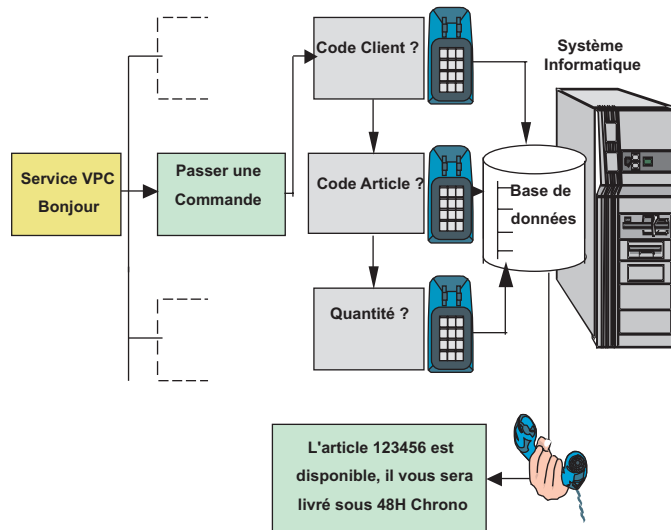 Code Client ?
Système
Informatique
Service VPC
Bonjour
Passer une
Commande
Code Article ?
Base de
données
Quantité ?
L'article 123456 est
disponible, il vous sera
livré sous 48H Chrono